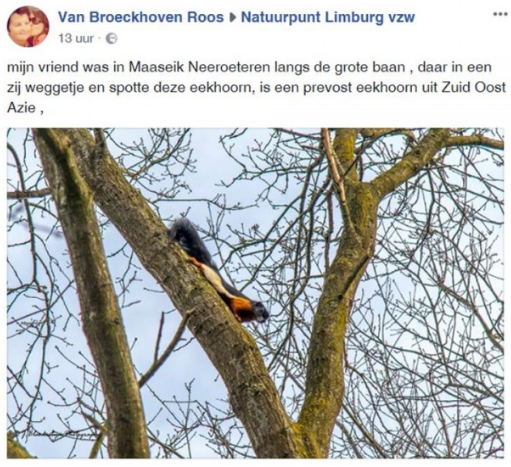 Van Broeckhoven Roos ▶ Natuurpunt Limburg vzw
13 uur ·
mijn vriend was in Maaseik Neeroeteren langs de grote baan , daar in een
zij weggetje en spotte deze eekhoorn, is een prevost eekhoorn uit Zuid Oost
Azie ,